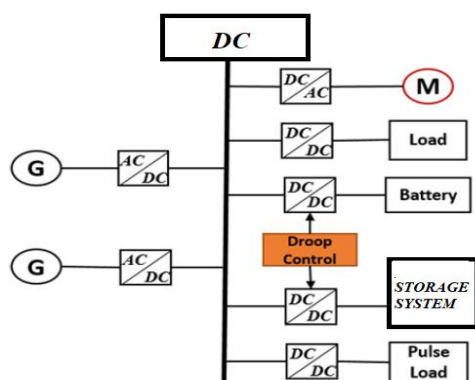 DC
DC
AC
M
DC
DC
Load
G
AC
DC
DC
DC
Battery
Droop
Control
G
AC
DC
DC
DC
STORAGE
SYSTEM
DC
DC
Pulse
Load